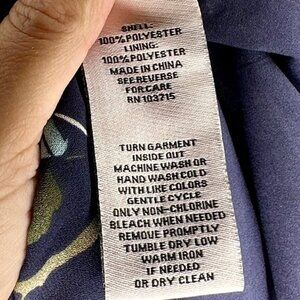 SHELL:
100% POLYESTER
LINING:
100% POLYESTER
MADE IN CHINA
SEE REVERSE
FOR CARE
RN 103715
TURN GARMENT
INSIDE OUT
MACHINE WASH OR
HAND WASH COLD
WITH LIKE COLORS
GENTLE CYCLE
ONLY NON-CHLORINE
BLEACH WHEN NEEDED
REMOVE PROMPTLY
TUMBLE DRY LOW
WARM IRON
IF NEEDED
OR DRY CLEAN